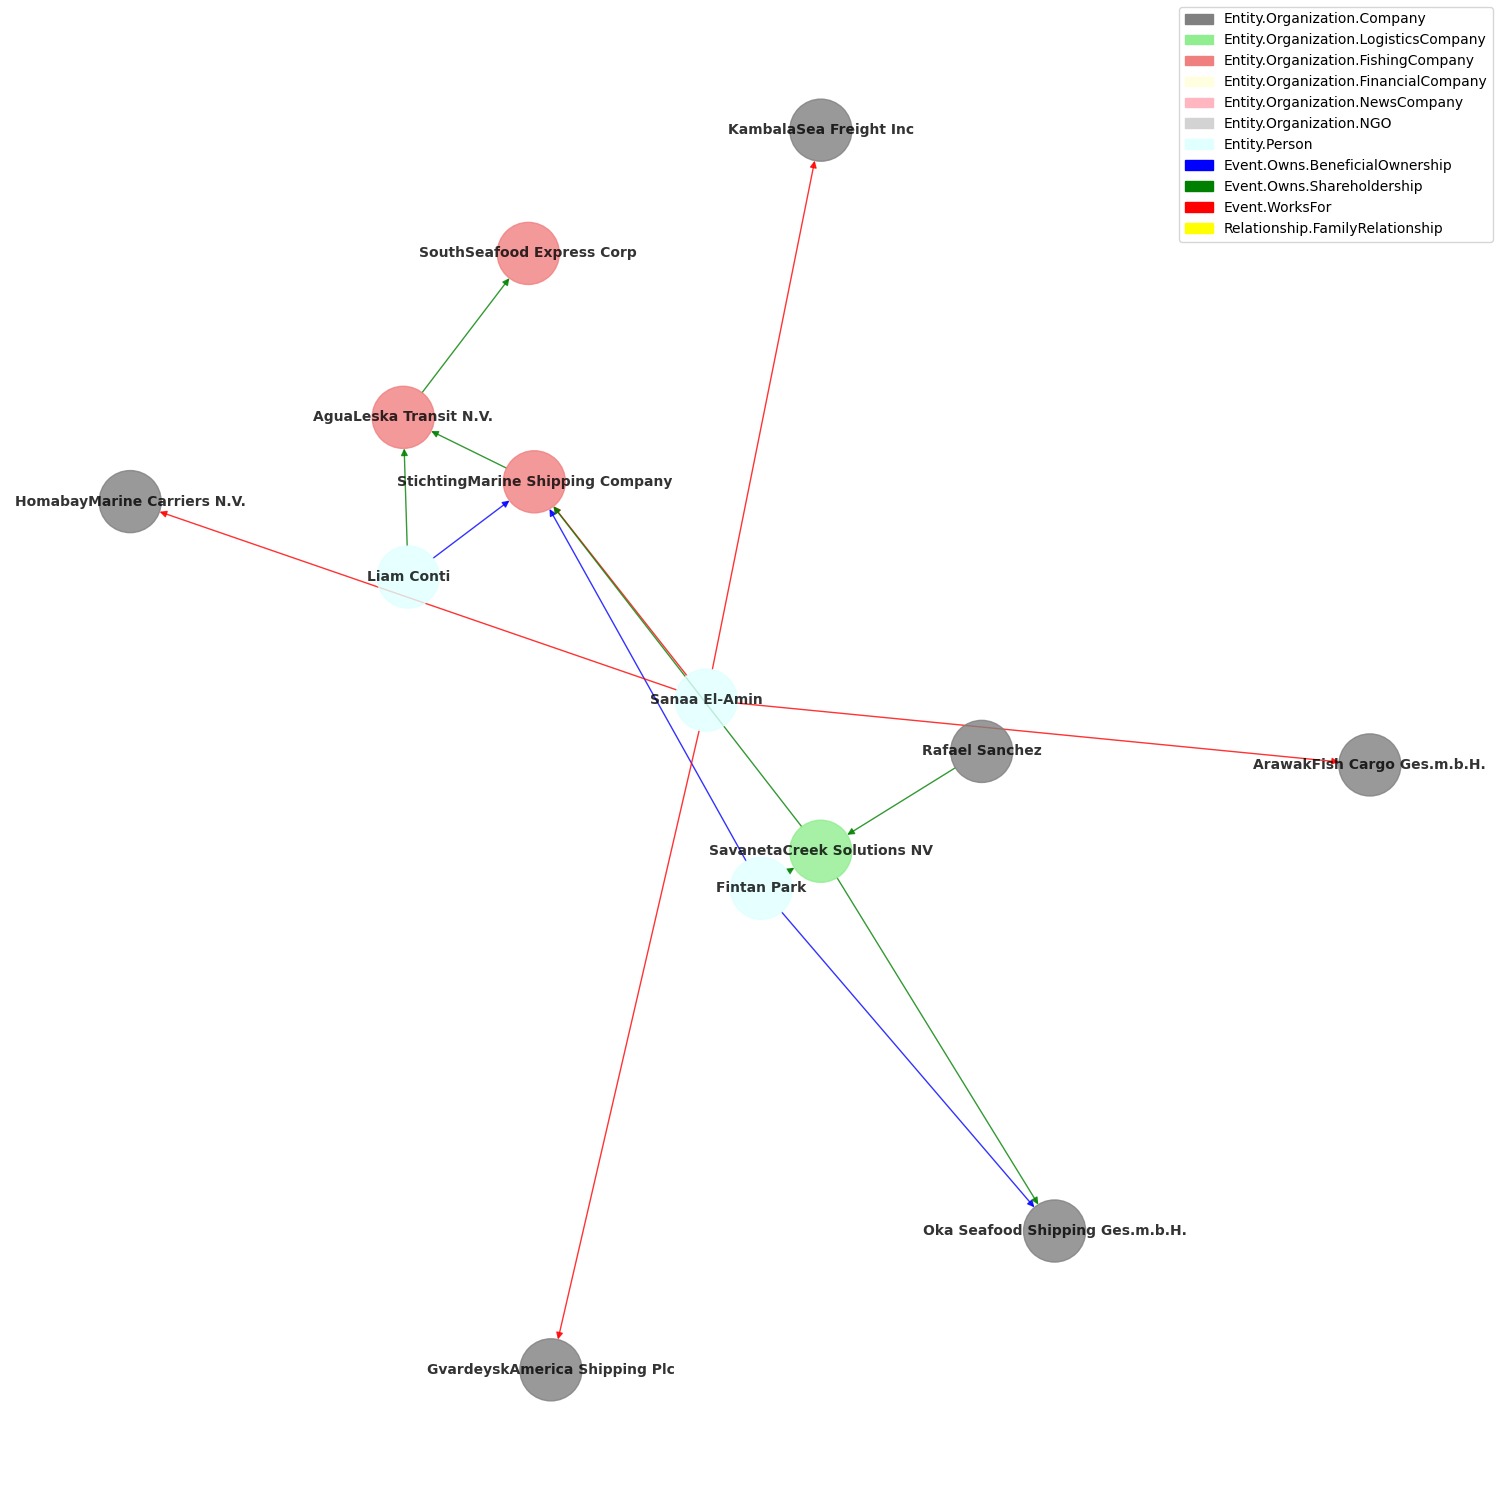 Entity.Organization.Company
Entity.Organization.LogisticsCompany
Entity.Organization.FishingCompany
Entity.Organization.FinancialCompany
Entity.Organization.NewsCompany
Entity.Organization.NGO
Entity.Person
Event.Owns.BeneficialOwnership
Event.Owns.Shareholdership
Event.WorksFor
Relationship.FamilyRelationship
KambalaSea Freight Inc
SouthSeafood Express Corp
AguaLeska Transit N.V.
StichtingMarine Shipping Company
HomabayMarine Carriers N.V.
Liam Conti
Sanaa El-Amin
Rafael Sanchez
ArawakFish Cargo Ges.m.b.H.
SavanetaCreek Solutions NV
Fintan Park
Oka Seafood Shipping Ges.m.b.H.
GvardeyskAmerica Shipping Plc